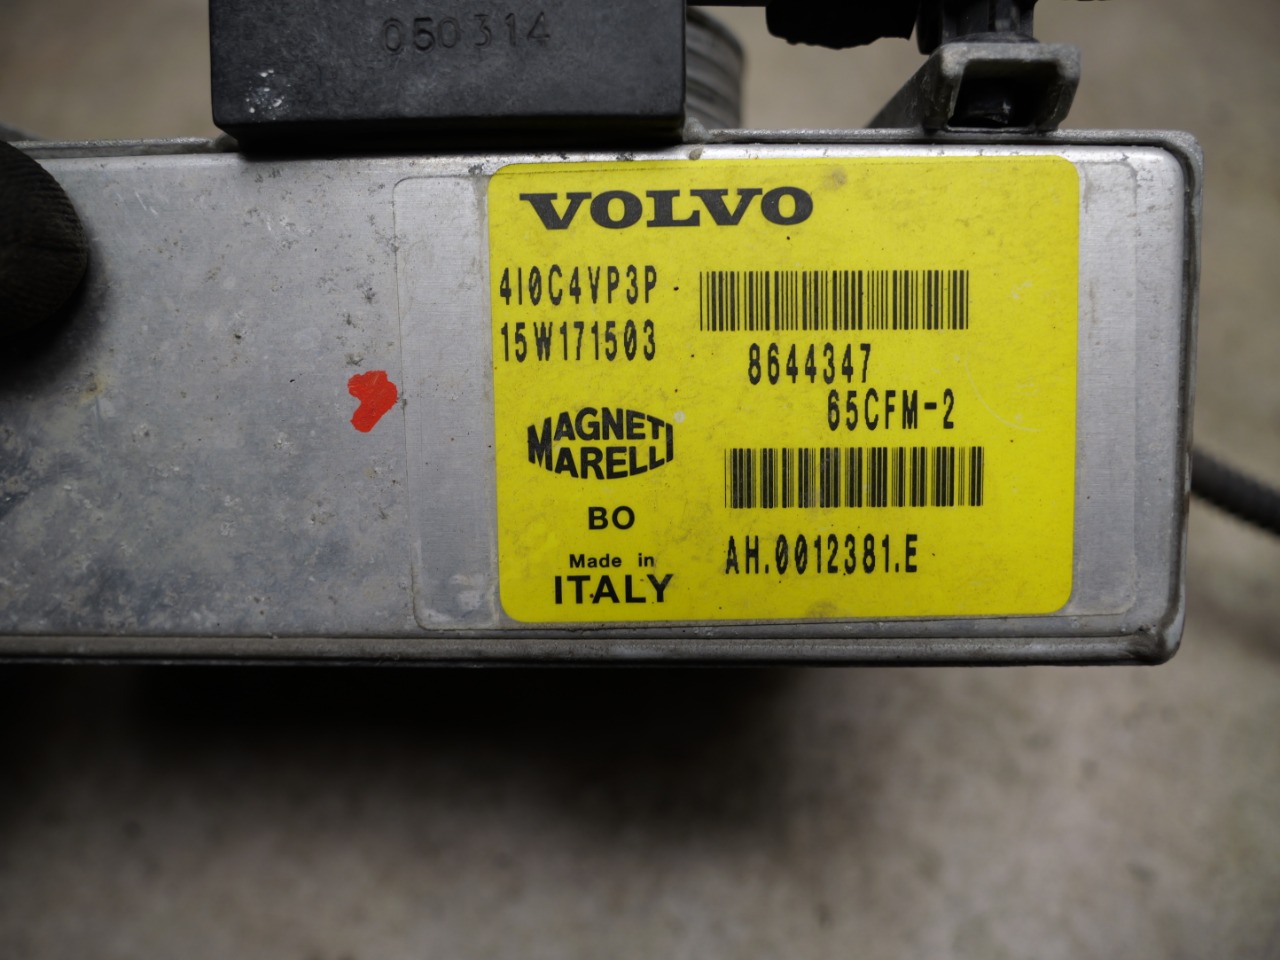 050314
VOLVO
4I0C4VP3P
15W171503
8644347
65CFM-2
MAGNETI
MARELLI
BO
AH.0012381.E
Made in
ITALY